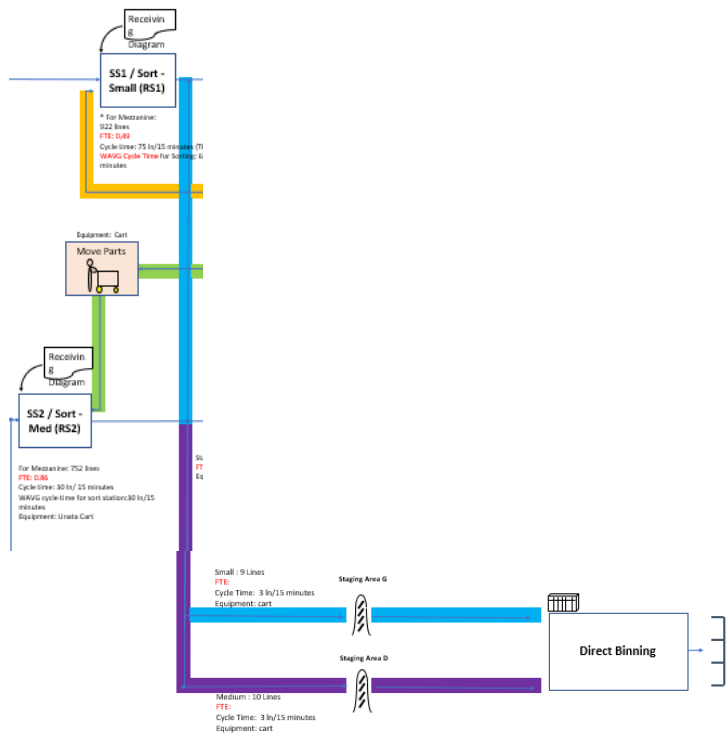 Receivin
g
Diagram
SS1 / Sort -
Small (RS1)
* For Mezzanine:
922 lines
FTE: 0.49
Cycle time: 75 ln/15 minutes (T
WAVG Cycle Time for Sorting: 6
minutes
Equipment: Cart
Move Parts
Receivin
g
Diagram
SS2 / Sort -
Med (RS2)
For Mezzanine: 752 lines
FTE: 0.86
Cycle time: 30 ln/ 15 minutes
WAVG cycle time for sort station:30 ln/15
minutes
Equipment: Unata Cart
FT
Small : 9 Lines
FTE:
Cycle Time: 3 ln/15 minutes
Equipment: cart
Staging Area G
Direct Binning
Staging Area D
Medium : 10 Lines
FTE:
Cycle Time: 3 ln/15 minutes
Equipment: cart